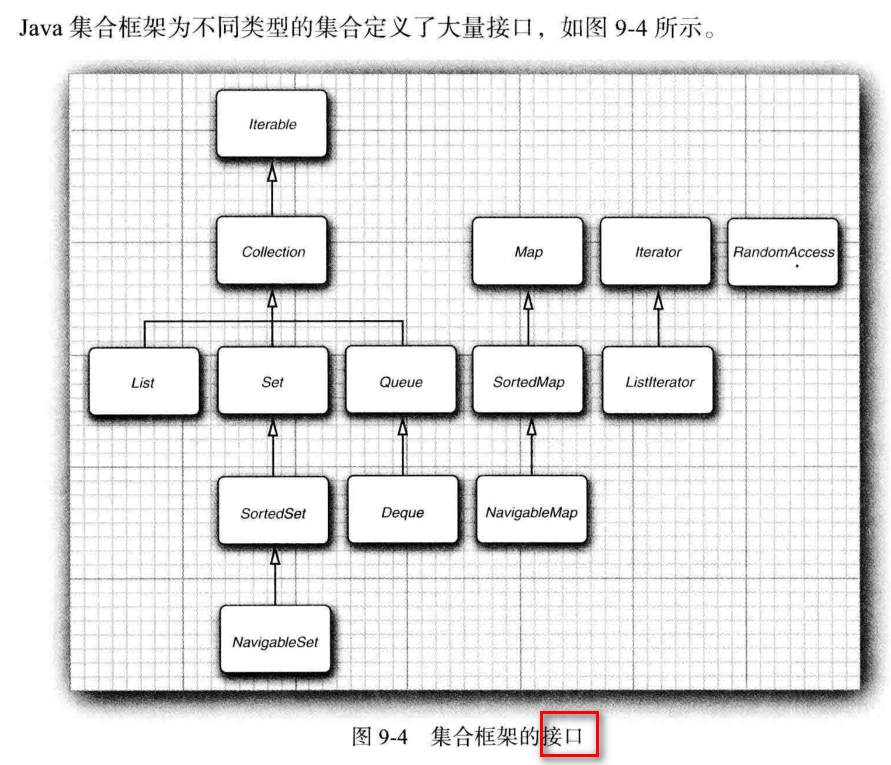 Java 集合框架为不同类型的集合定义了大量接口，如图 9-4 所示。
Iterable
Collection
Map
Iterator
RandomAccess
List
Set
Queue
SortedMap
ListIterator
SortedSet
Deque
NavigableMap
NavigableSet
图 9-4 集合框架的接口